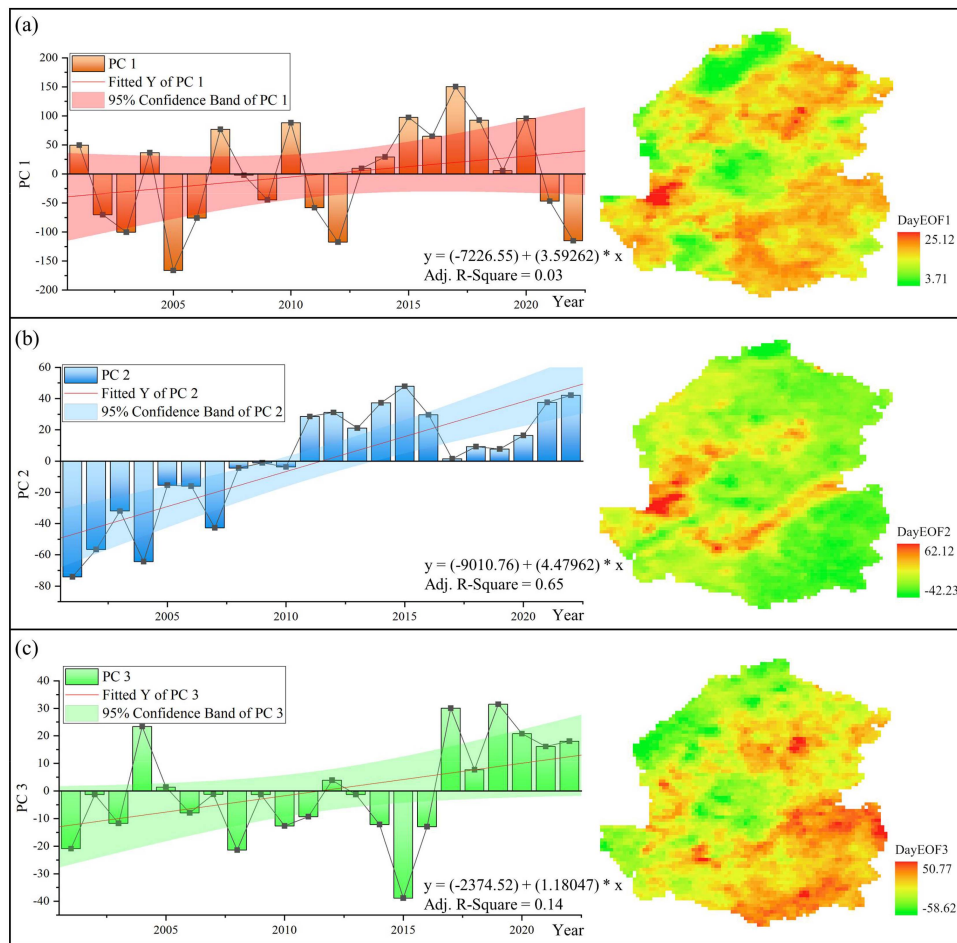 (a)
200
150
100
50
0
-50
-100
-150
-200
PC 1
PC 1
Fitted Y of PC 1
95% Confidence Band of PC 1
y = (-7226.55) + (3.59262) * x
Adj. R-Square = 0.03
2005
2010
2015
2020
Year
DayEOF1
25.12
3.71
(b)
60
40
20
0
-20
-40
-60
-80
PC 2
PC 2
Fitted Y of PC 2
95% Confidence Band of PC 2
y = (-9010.76) + (4.47962) * x
Adj. R-Square = 0.65
2005
2010
2015
2020
Year
DayEOF2
62.12
-42.23
(c)
40
30
20
10
0
-10
-20
-30
-40
PC 3
PC 3
Fitted Y of PC 3
95% Confidence Band of PC 3
y = (-2374.52) + (1.18047) * x
Adj. R-Square = 0.14
2005
2010
2015
2020
Year
DayEOF3
50.77
-58.62